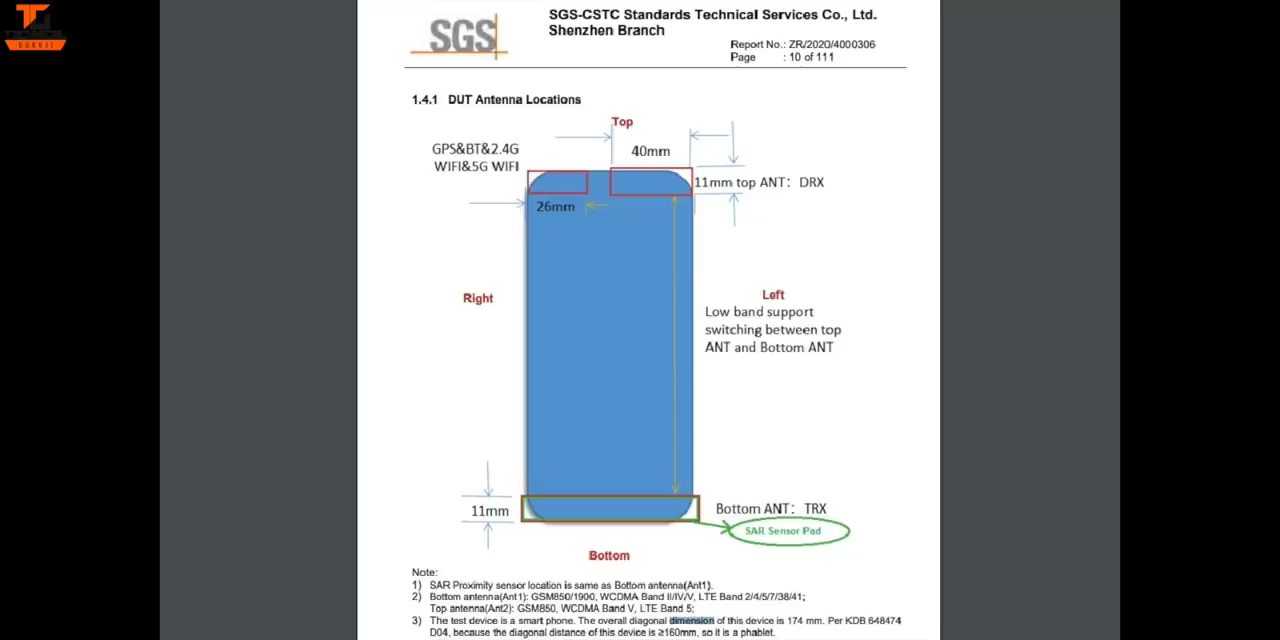 SGS
SGS-CSTC Standards Technical Services Co., Ltd.
Shenzhen Branch
Report No.: ZR/2020/4000306
Page : 10 of 111
1.4.1 DUT Antenna Locations
Top
GPS&BT&2.4G
WIFI&5G WIFI
40mm
11mm top ANT: DRX
26mm
Right
Left
Low band support
switching between top
ANT and Bottom ANT
11mm
Bottom ANT: TRX
SAR Sensor Pad
Bottom
Note:
1) SAR Proximity sensor location is same as Bottom antenna(Ant1).
2) Bottom antenna(Ant1): GSM850/1900, WCDMA Band II/IV/V, LTE Band 2/4/5/7/38/41;
Top antenna(Ant2): GSM850, WCDMA Band V, LTE Band 5;
3) The test device is a smart phone. The overall diagonal dimension of this device is 174 mm. Per KDB 648474
D04, because the diagonal distance of this device is ≥160mm, so it is a phablet.